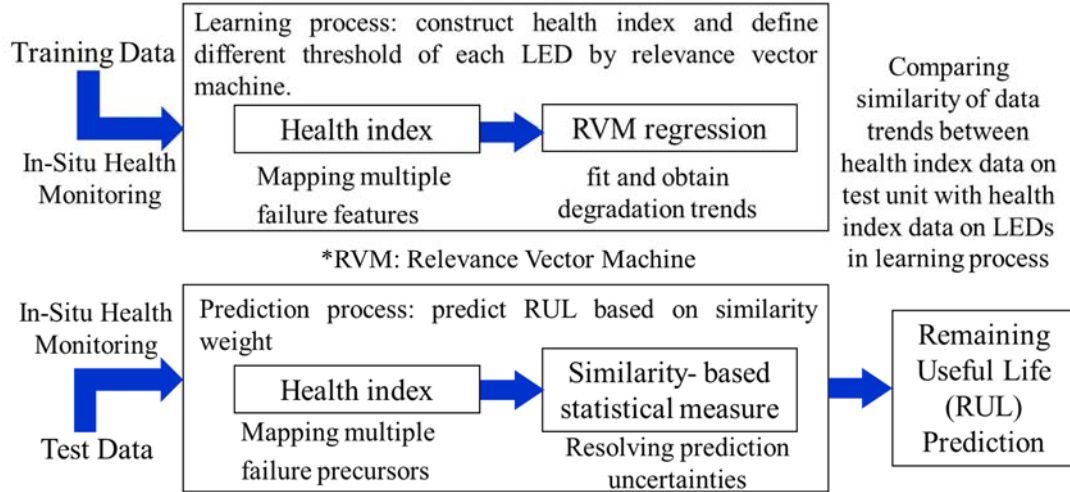 Training Data
In-Situ Health
Monitoring
Learning process: construct health index and define
different threshold of each LED by relevance vector
machine.
Health index
RVM regression
Mapping multiple
failure features
fit and obtain
degradation trends
Comparing
similarity of data
trends between
health index data on
test unit with health
index data on LEDs
in learning process
*RVM: Relevance Vector Machine
In-Situ Health
Monitoring
Test Data
Prediction process: predict RUL based on similarity
weight
Health index
Similarity- based
statistical measure
Mapping multiple
failure precursors
Resolving prediction
uncertainties
Remaining
Useful Life
(RUL)
Prediction